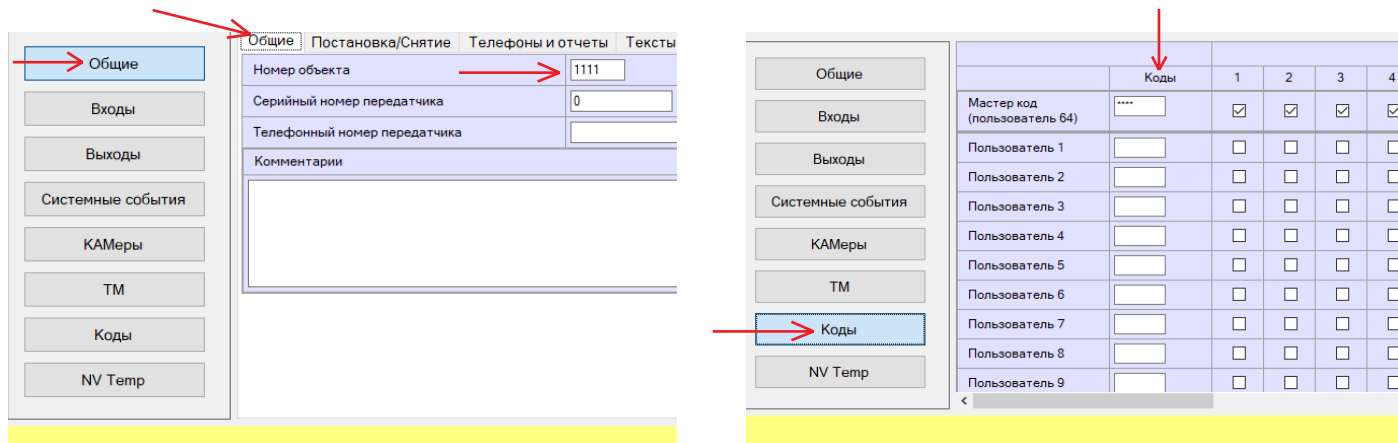 Общие
Входы
Выходы
Системные события
КАМеры
ТМ
Коды
NV Temp
Общие Постановка/Снятие Телефоны и отчеты Тексты
Номер объекта 1111
Серийный номер передатчика 0
Телефонный номер передатчика
Комментарии
Общие
Входы
Выходы
Системные события
КАМеры
ТМ
Коды
NV Temp
Коды 1 2 3 4
Мастер код
(пользователь 64) ****
Пользователь 1
Пользователь 2
Пользователь 3
Пользователь 4
Пользователь 5
Пользователь 6
Пользователь 7
Пользователь 8
Пользователь 9